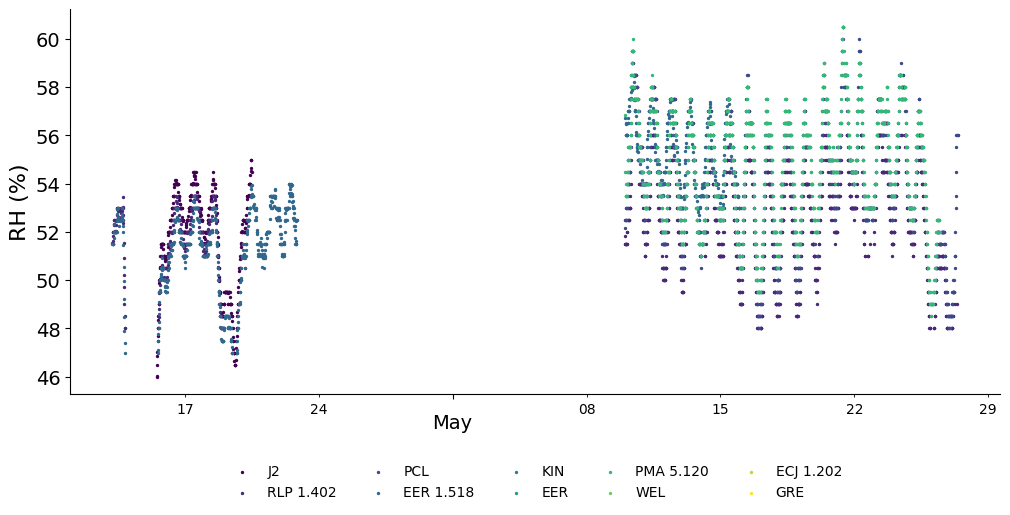 60
58
56
54
52
50
48
46
RH (%)
17 24 08 15 22 29
May
J2 PCL KIN PMA 5.120 ECJ 1.202
RLP 1.402 EER 1.518 EER WEL GRE